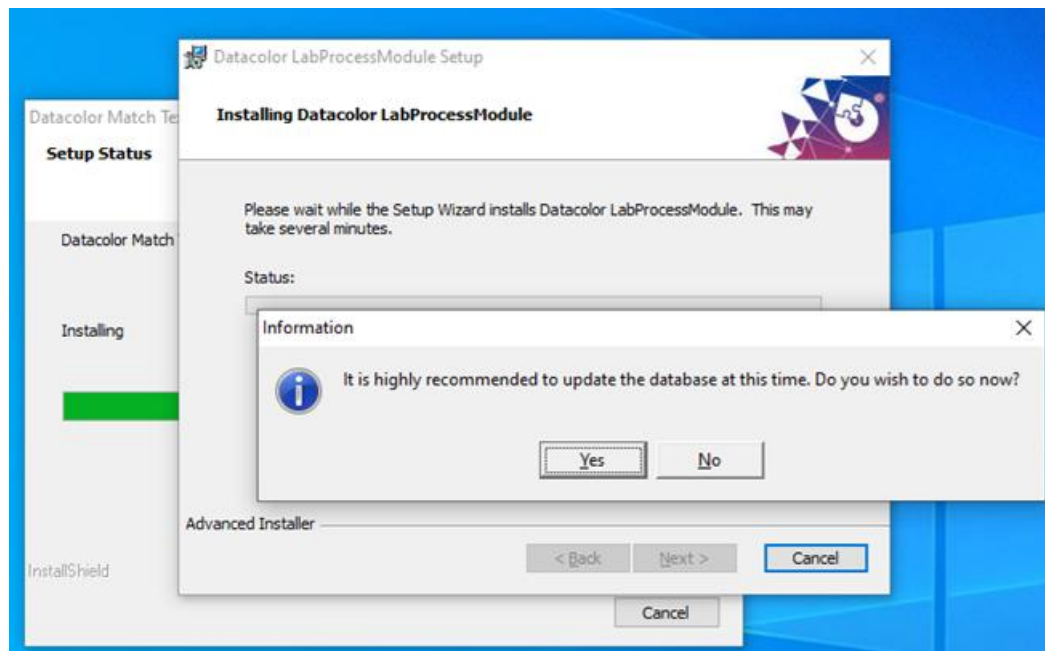 Datacolor LabProcessModule Setup
Installing Datacolor LabProcessModule
Datacolor Match Te
Setup Status
Please wait while the Setup Wizard installs Datacolor LabProcessModule. This may
take several minutes.
Datacolor Match
Status:
Installing
Information
It is highly recommended to update the database at this time. Do you wish to do so now?
Yes
No
Advanced Installer
< Back
Next >
Cancel
InstallShield
Cancel